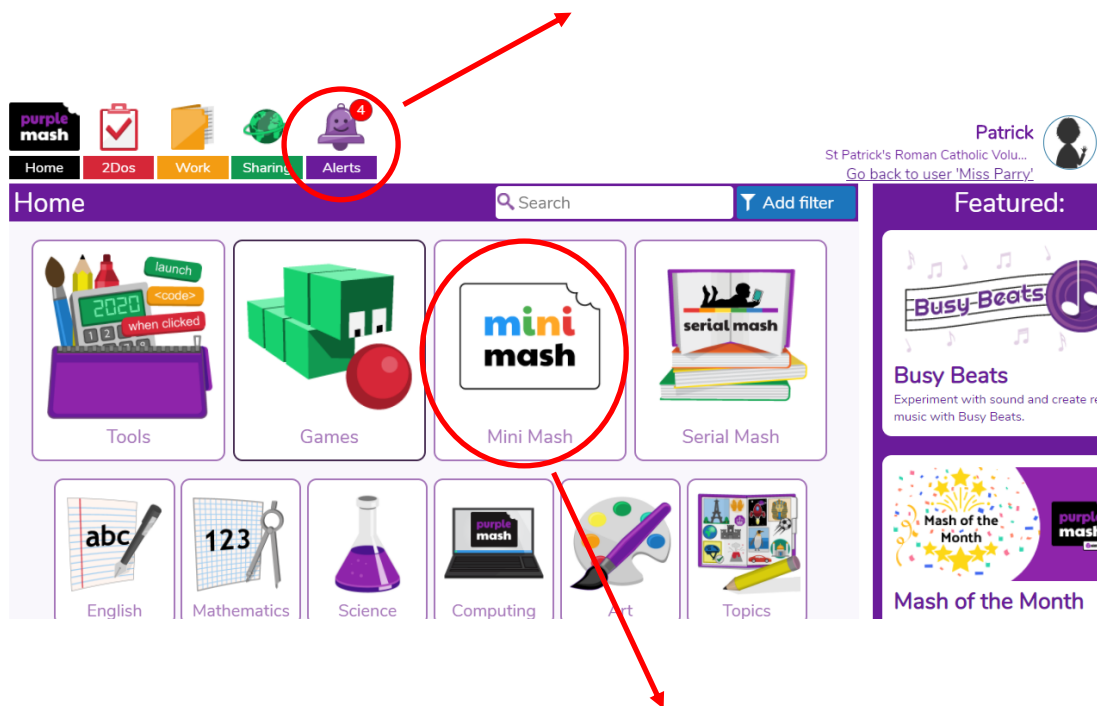 purple
mash
4
Home
2Dos
Work
Sharing
Alerts
Patrick
St Patrick's Roman Catholic Volu...
Go back to user 'Miss Parry'
Home
Search
Add filter
Featured:
launch
<code>
when clicked
2020
1 2
Tools
Games
mini
mash
Mini Mash
serial mash
Serial Mash
Busy Beats
Busy Beats
Experiment with sound and create re
music with Busy Beats.
abc
English
123
Mathematics
Science
purple
mash
Computing
Art
Topics
Mash of the
Month
purple
mash
Mash of the Month